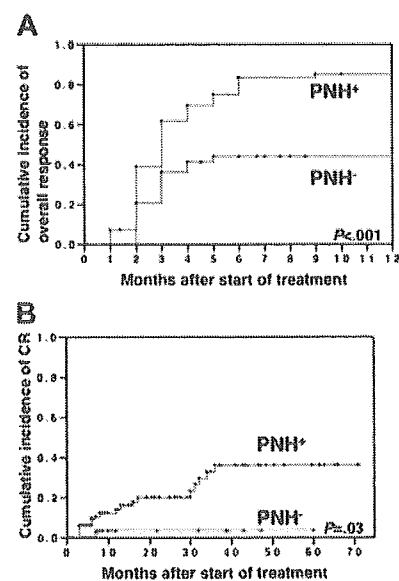 A
Cumulative incidence of
overall response
1.0
0.8
0.6
0.4
0.2
0.0
PNH+
PNH-
P<.001
0 1 2 3 4 5 6 7 8 9 10 11 12
Months after start of treatment
B
Cumulative incidence of CR
1.0
0.8
0.6
0.4
0.2
0
PNH+
PNH-
P=.03
0 10 20 30 40 50 60 70
Months after start of treatment